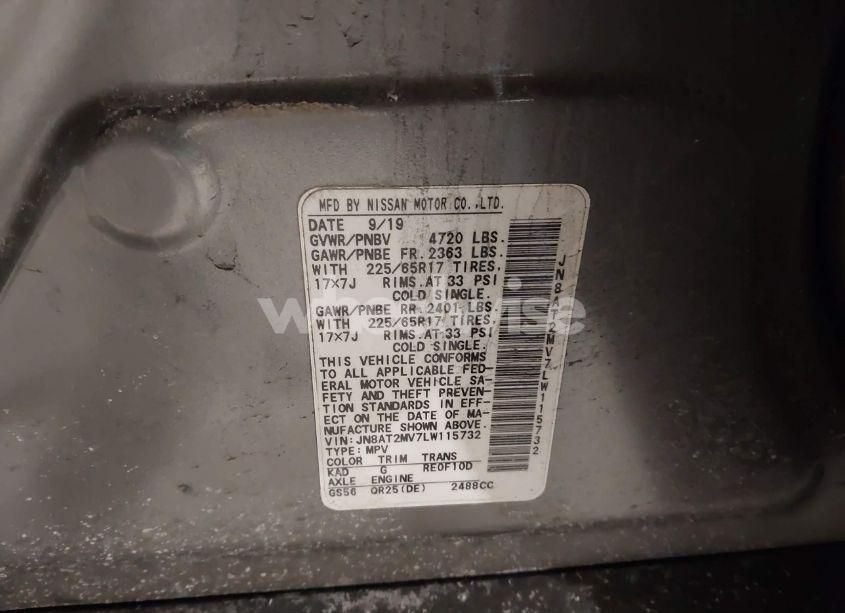 MFD BY NISSAN MOTOR CO.,LTD.
DATE 9/19
GVWR/PNBV 4720 LBS.
GAWR/PNBE FR. 2363 LBS.
WITH 225/65R17 TIRES,
17×7J RIMS.AT 33 PSI
COLD SINGLE.
GAWR/PNBE RR.2401 LBS.
WITH 225/65R17 TIRES,
17×7J RIMS.AT 33 PSI
COLD SINGLE.
THIS VEHICLE CONFORMS
TO ALL APPLICABLE FED-
ERAL MOTOR VEHICLE SA-
FETY AND THEFT PREVEN-
TION STANDARDS IN EFF-
ECT ON THE DATE OF MA-
NUFACTURE SHOWN ABOVE.
VIN:JN8AT2MV7LW115732
TYPE:MPV
COLOR TRIM TRANS
KAD G RE0F10D
AXLE ENGINE
GS56 QR25(DE) 2488CC
JN8AT2MV7LW115732